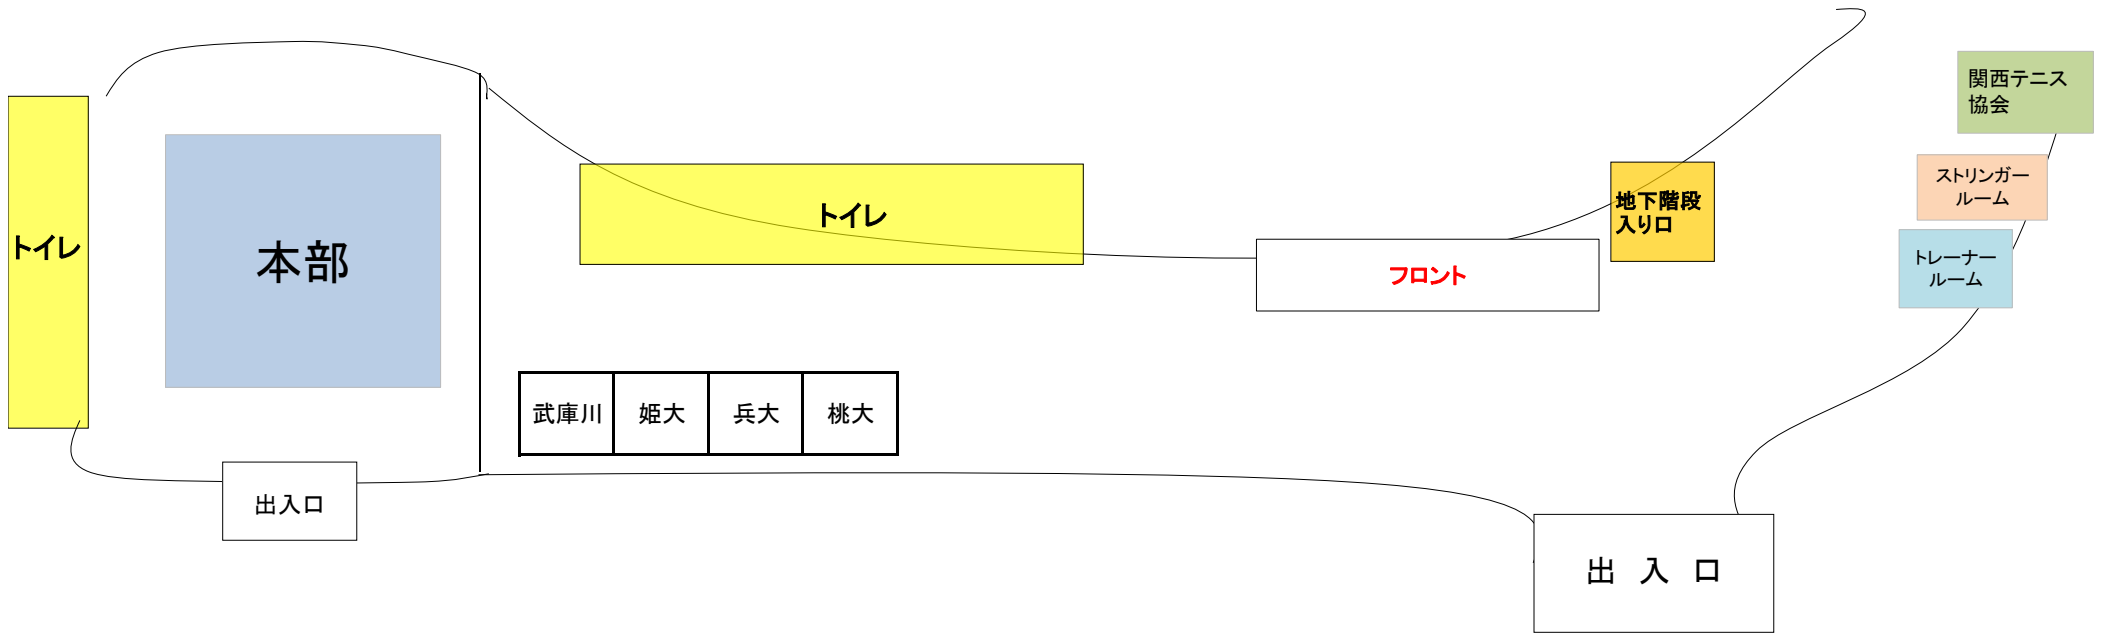 関西テニス
協会
ストリンガー
ルーム
トレーナー
ルーム
地下階段
入り口
トイレ
トイレ
本部
フロント
武庫川 姫大 兵大 桃大
出入口
出 入 口